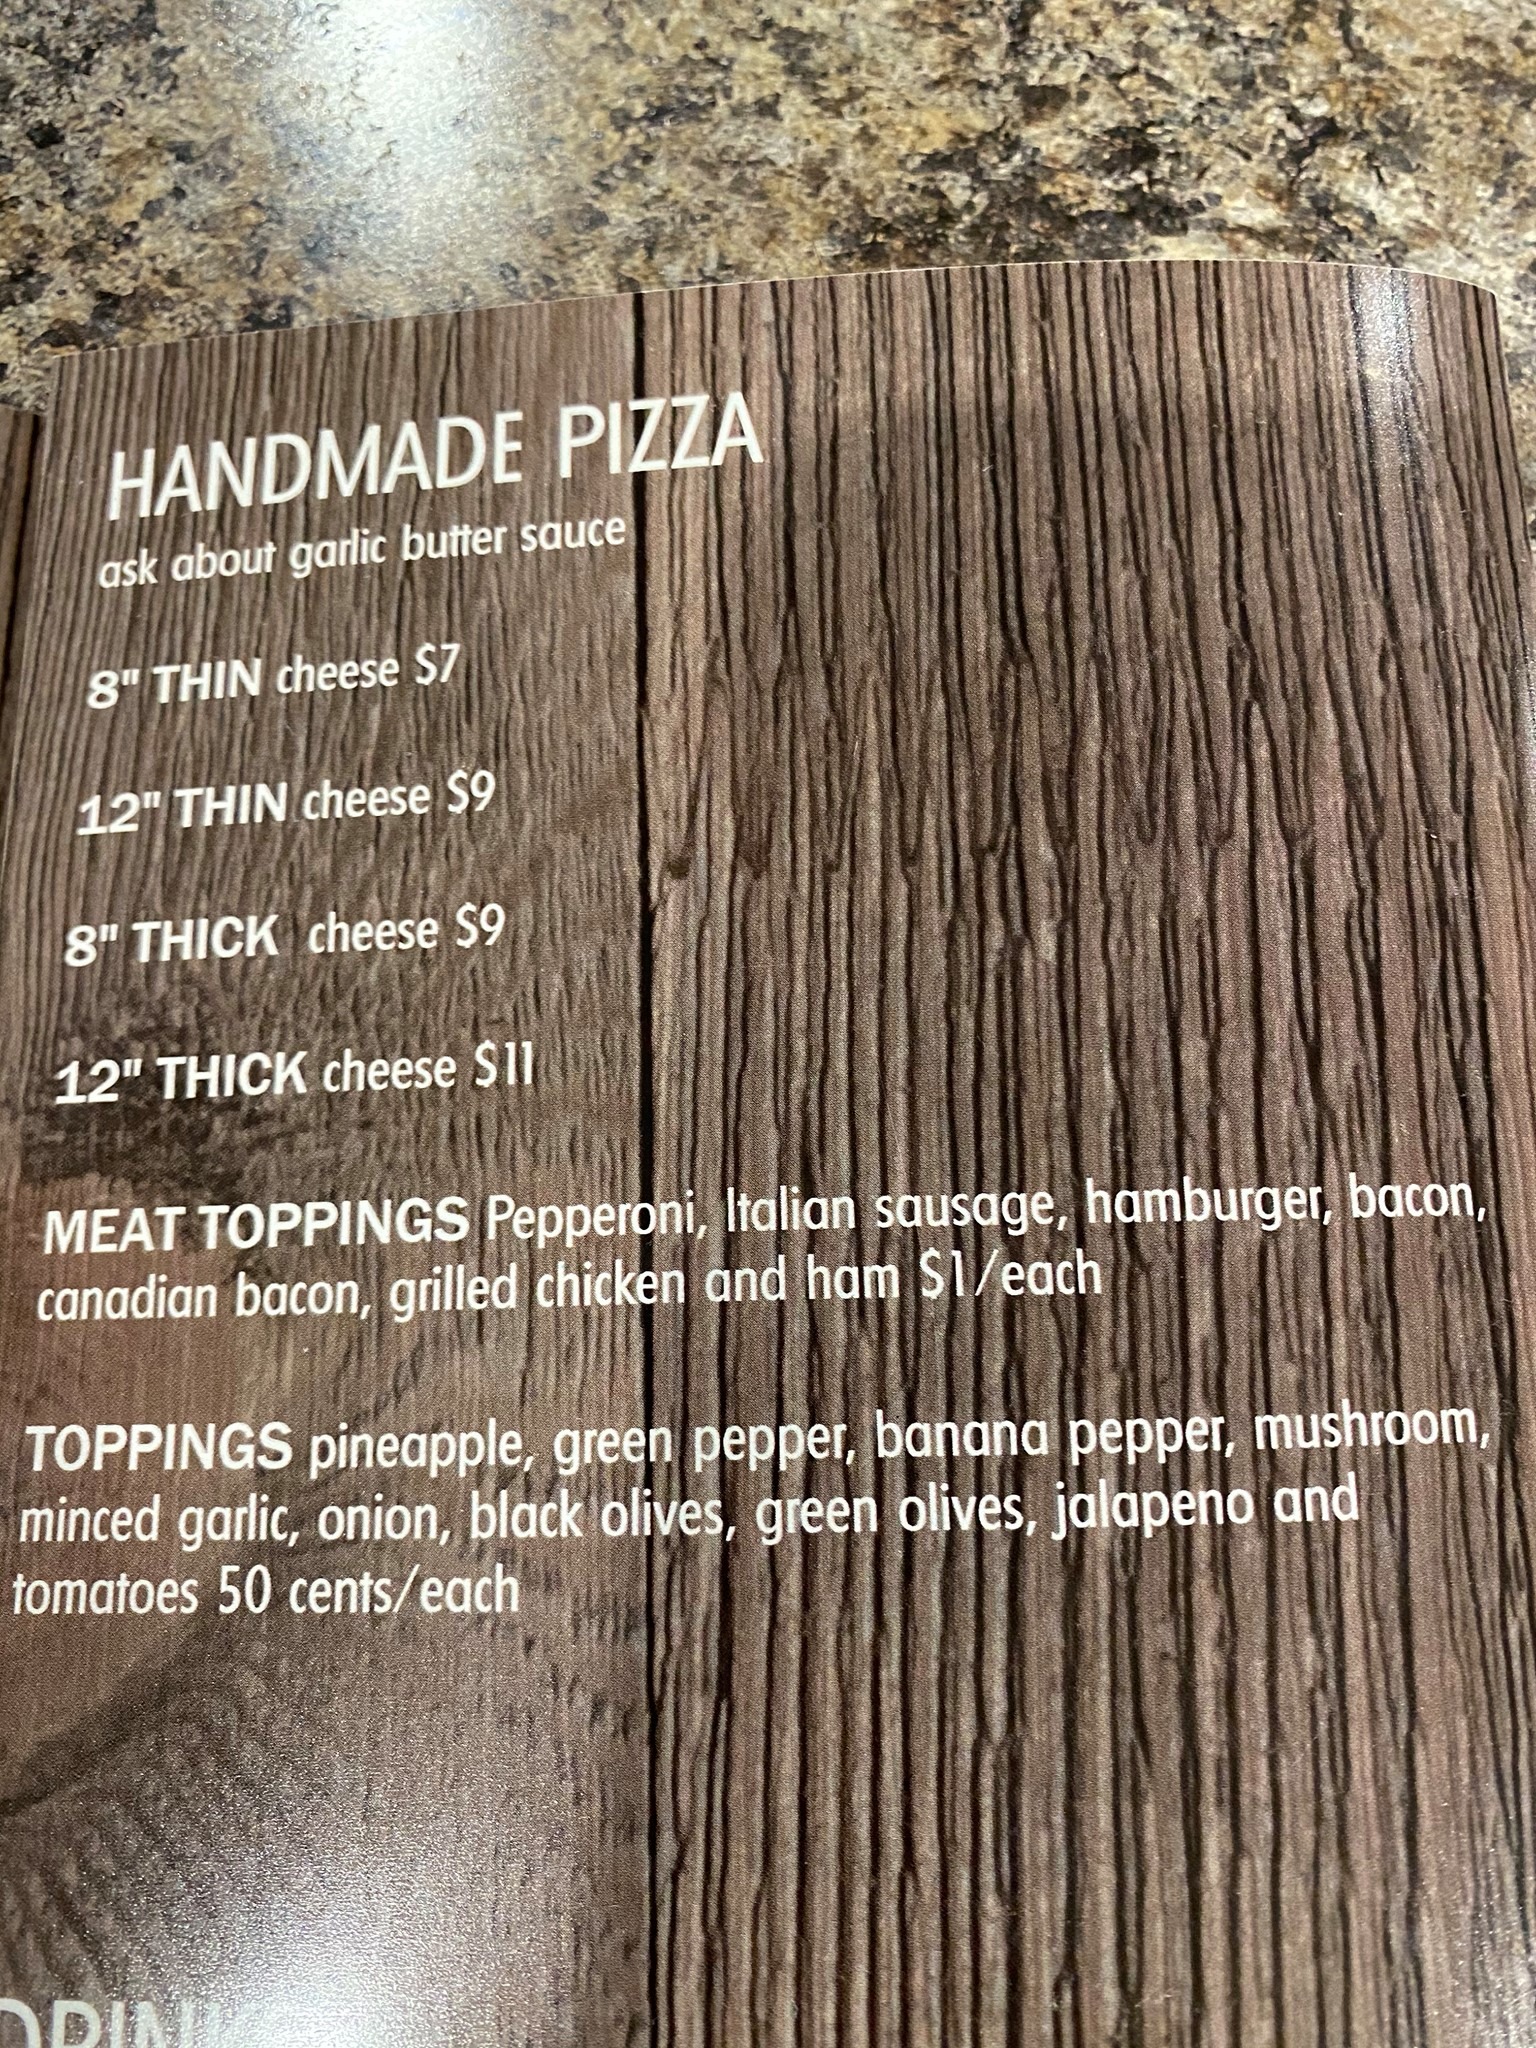 HANDMADE PIZZA
ask about garlic butter sauce
8" THIN cheese $7
12" THIN cheese $9
8" THICK cheese $9
12" THICK cheese $11
MEAT TOPPINGS Pepperoni, Italian sausage, hamburger, bacon,
canadian bacon, grilled chicken and ham $1/each
TOPPINGS pineapple, green pepper, banana pepper, mushroom,
minced garlic, onion, black olives, green olives, jalapeno and
tomatoes 50 cents/each